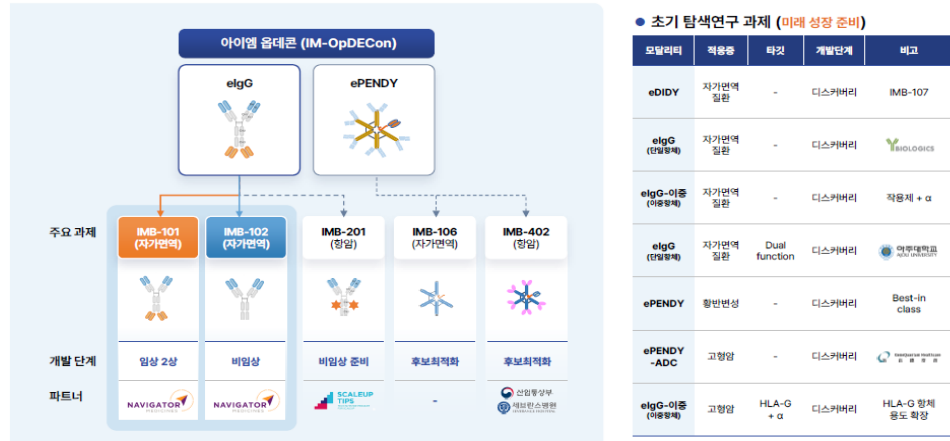 아이엠 옵데콘 (IM-OpDECon)
eIgG
ePENDY
주요 과제
IMB-101
(자가면역)
IMB-102
(자가면역)
IMB-201
(항암)
IMB-106
(자가면역)
IMB-402
(항암)
개발 단계
임상 2상
비임상
비임상 준비
후보최적화
후보최적화
파트너
NAVIGATOR
MEDICINES
NAVIGATOR
MEDICINES
SCALEUP
TIPS
-
산업통상부
세브란스병원
● 초기 탐색연구 과제 (미래 성장 준비)
모달리티 적응증 타깃 개발단계 비고
eDIDY 자가면역 질환 - 디스커버리 IMB-107
eIgG (단일항체) 자가면역 질환 - 디스커버리 YBIOLOGICS
eIgG-이중 (이중항체) 자가면역 질환 - 디스커버리 작용제 + α
eIgG (단일항체) 자가면역 질환 Dual function 디스커버리 아주대학교 AJOU UNIVERSITY
ePENDY 황반변성 - 디스커버리 Best-in class
ePENDY -ADC 고형암 - 디스커버리
eIgG-이중 (이중항체) 고형암 HLA-G + α 디스커버리 HLA-G 항체 용도 확장